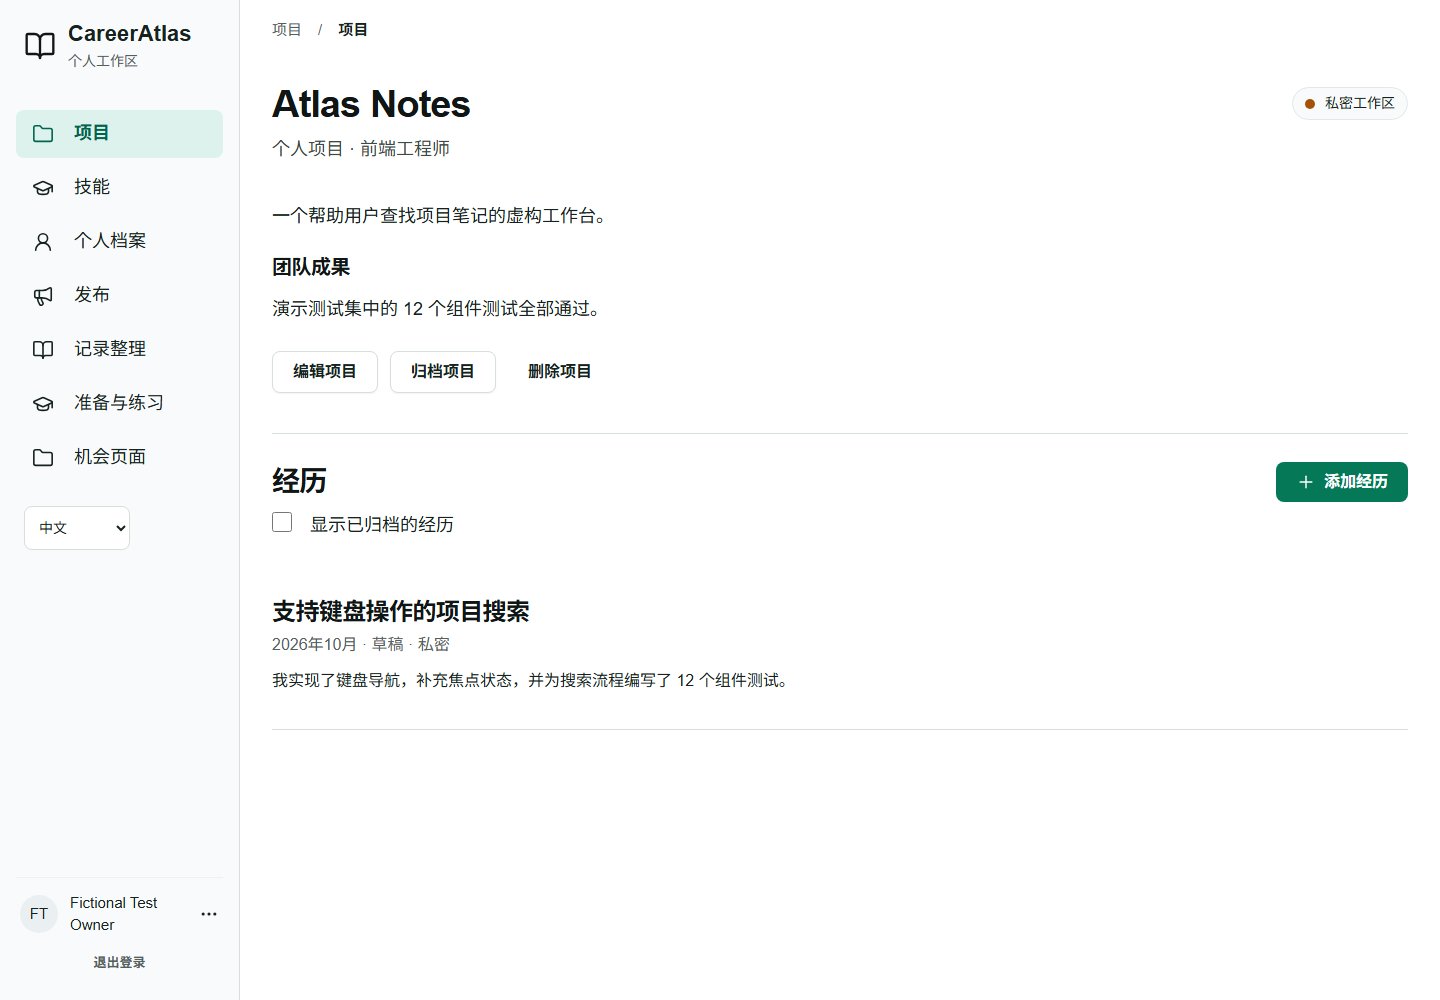 CareerAtlas
个人工作区
项目
技能
个人档案
发布
记录整理
准备与练习
机会页面
中文
FT
Fictional Test
Owner
退出登录
项目 / 项目
Atlas Notes
私密工作区
个人项目 · 前端工程师
一个帮助用户查找项目笔记的虚构工作台。
团队成果
演示测试集中的 12 个组件测试全部通过。
编辑项目 归档项目 删除项目
经历
添加经历
显示已归档的经历
支持键盘操作的项目搜索
2026年10月 · 草稿 · 私密
我实现了键盘导航，补充焦点状态，并为搜索流程编写了 12 个组件测试。